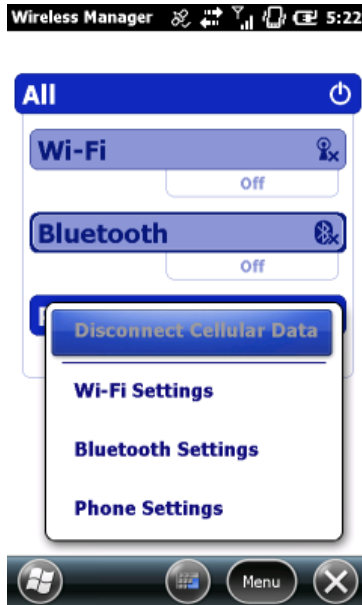 Wireless Manager 5:22
All
Wi-Fi
Off
Bluetooth
Off
Disconnect Cellular Data
Wi-Fi Settings
Bluetooth Settings
Phone Settings
Menu